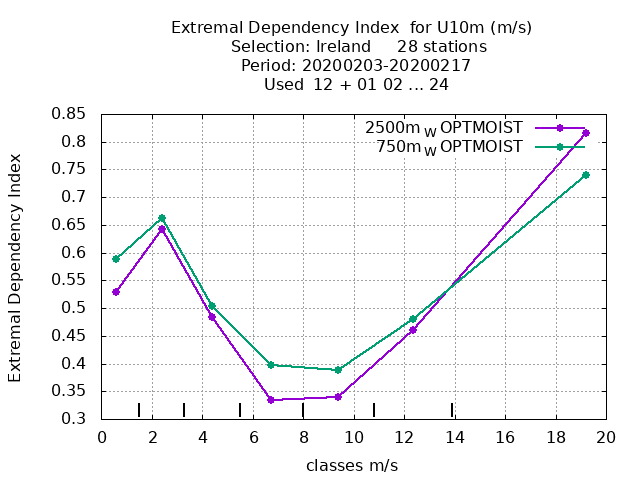 Extremal Dependency Index  for U10m (m/s)
Selection: Ireland     28 stations
Period: 20200203-20200217
Used  12 + 01 02 ... 24
2500m W OPTMOIST
750m W OPTMOIST
Extremal Dependency Index
0.85
0.8
0.75
0.7
0.65
0.6
0.55
0.5
0.45
0.4
0.35
0.3
0 2 4 6 8 10 12 14 16 18 20
classes m/s